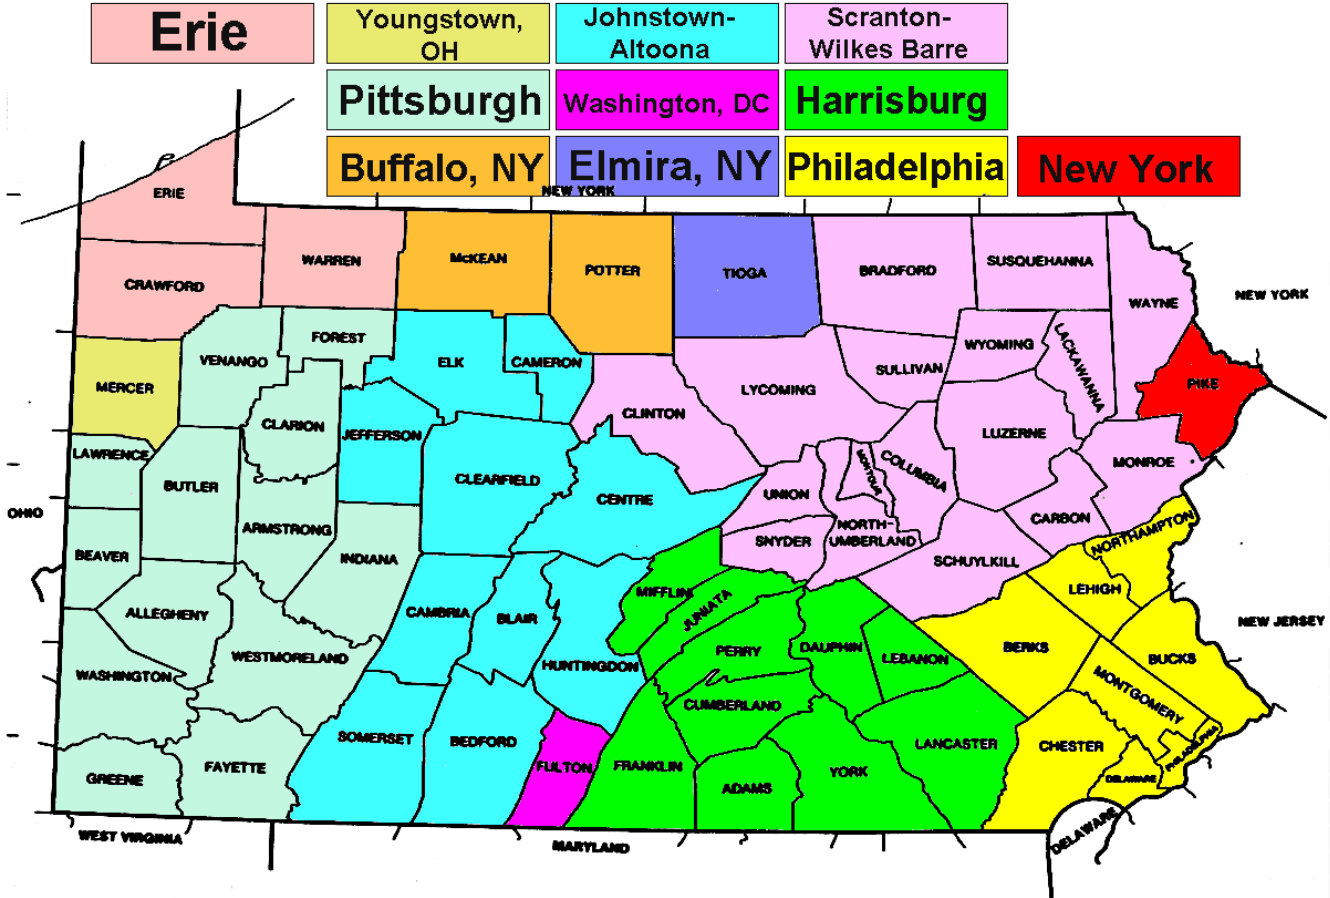 Erie
Youngstown,
OH
Johnstown-
Altoona
Scranton-
Wilkes Barre
Pittsburgh
Washington, DC
Harrisburg
Buffalo, NY
Elmira, NY
Philadelphia
New York
NEW YORK
ERIE
CRAWFORD
WARREN
McKEAN
POTTER
TIOGA
BRADFORD
SUSQUEHANNA
WAYNE
NEW YORK
MERCER
VENANGO
FOREST
ELK
CAMERON
CLINTON
LYCOMING
SULLIVAN
WYOMING
LACKAWANNA
PIKE
LAWRENCE
BUTLER
CLARION
JEFFERSON
CLEARFIELD
CENTRE
UNION
MONTOUR
COLUMBIA
LUZERNE
MONROE
OHIO
BEAVER
ARMSTRONG
INDIANA
SNYDER
NORTH-
UMBERLAND
SCHUYLKILL
CARBON
NORTHAMPTON
ALLEGHENY
CAMBRIA
BLAIR
HUNTINGDON
MIFFLIN
JUNIATA
PERRY
DAUPHIN
LEBANON
BERKS
LEHIGH
BUCKS
NEW JERSEY
WASHINGTON
WESTMORELAND
CUMBERLAND
MONTGOMERY
GREENE
FAYETTE
SOMERSET
BEDFORD
FULTON
FRANKLIN
ADAMS
YORK
LANCASTER
CHESTER
DELAWARE
PHILADELPHIA
WEST VIRGINIA
MARYLAND
DELAWARE